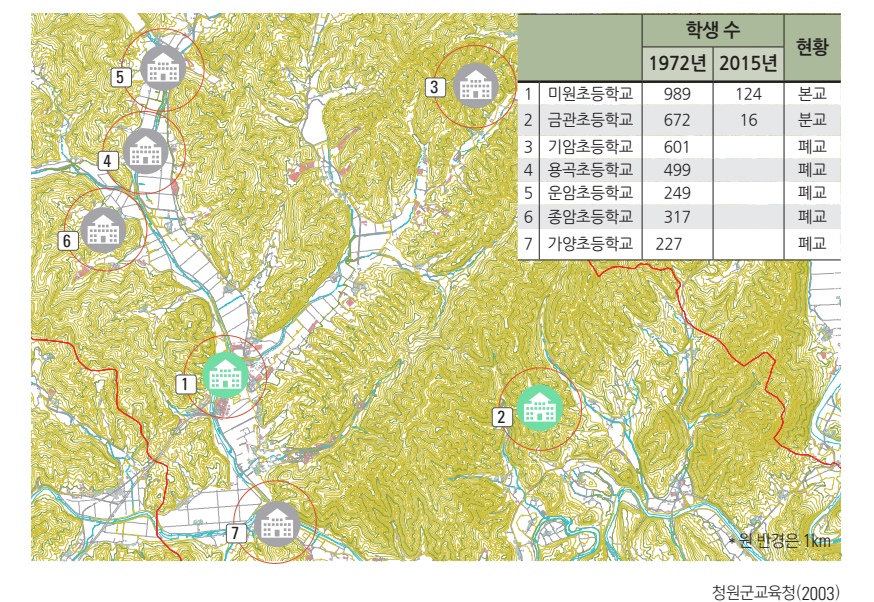 학생 수 현황
1972년 2015년
1 미원초등학교 989 124 본교
2 금관초등학교 672 16 분교
3 기암초등학교 601 폐교
4 용곡초등학교 499 폐교
5 운암초등학교 249 폐교
6 종암초등학교 317 폐교
7 가양초등학교 227 폐교
5
3
4
6
1
2
7
* 원 반경은 1km
청원군교육청(2003)